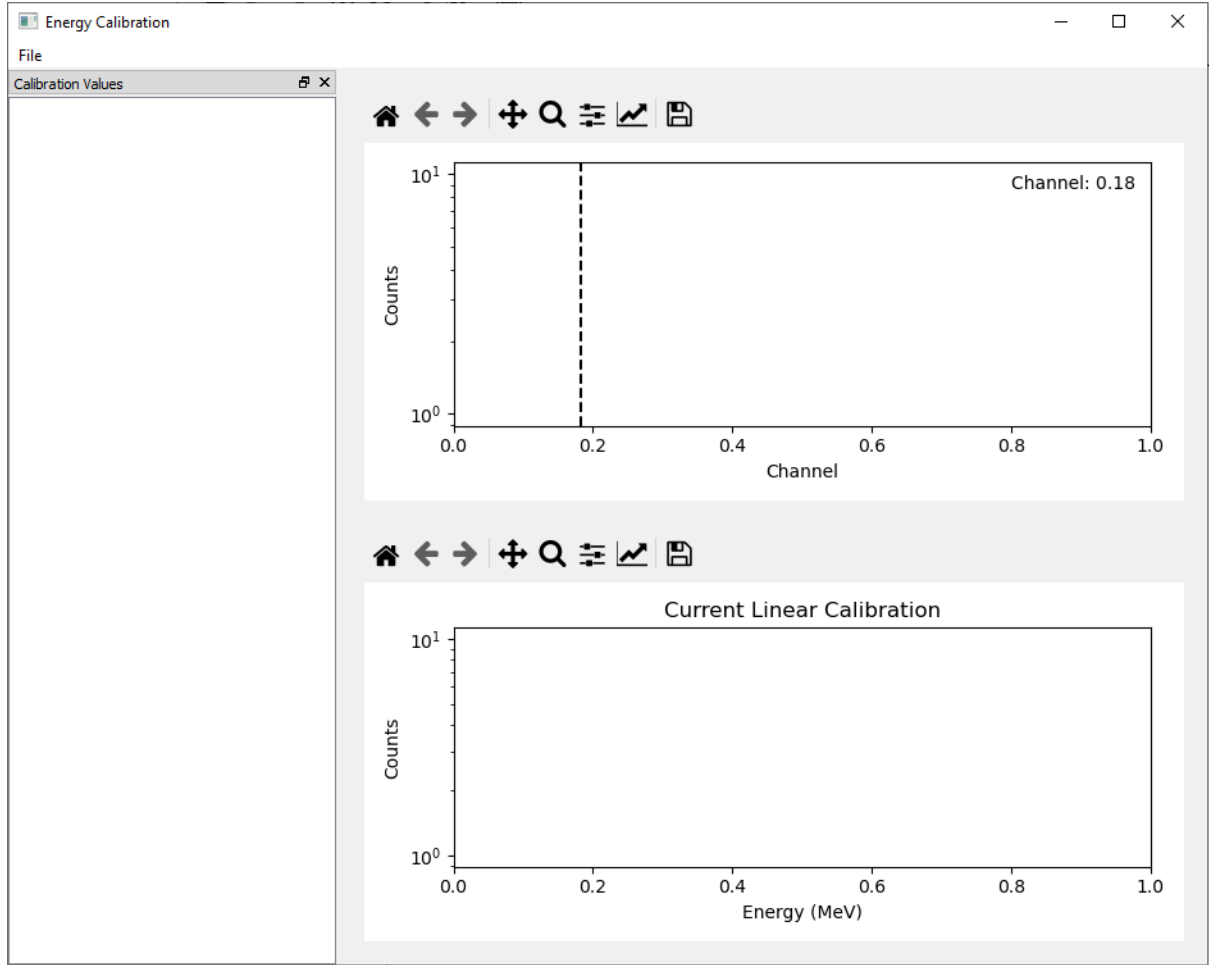 Energy Calibration
File
Calibration Values
10¹
Channel: 0.18
Counts
10⁰
0.0 0.2 0.4 0.6 0.8 1.0
Channel
Current Linear Calibration
10¹
Counts
10⁰
0.0 0.2 0.4 0.6 0.8 1.0
Energy (MeV)